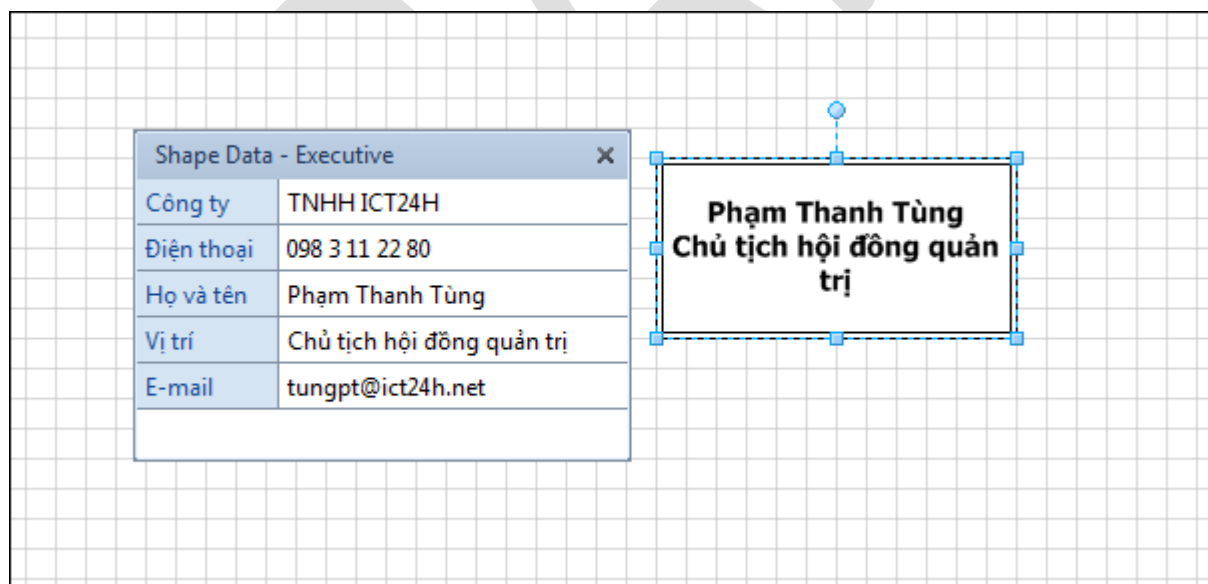 Shape Data - Executive
Công ty TNHH ICT24H
Điện thoại 098 3 11 22 80
Họ và tên Phạm Thanh Tùng
Vị trí Chủ tịch hội đồng quản trị
E-mail tungpt@ict24h.net
Phạm Thanh Tùng
Chủ tịch hội đồng quản
trị